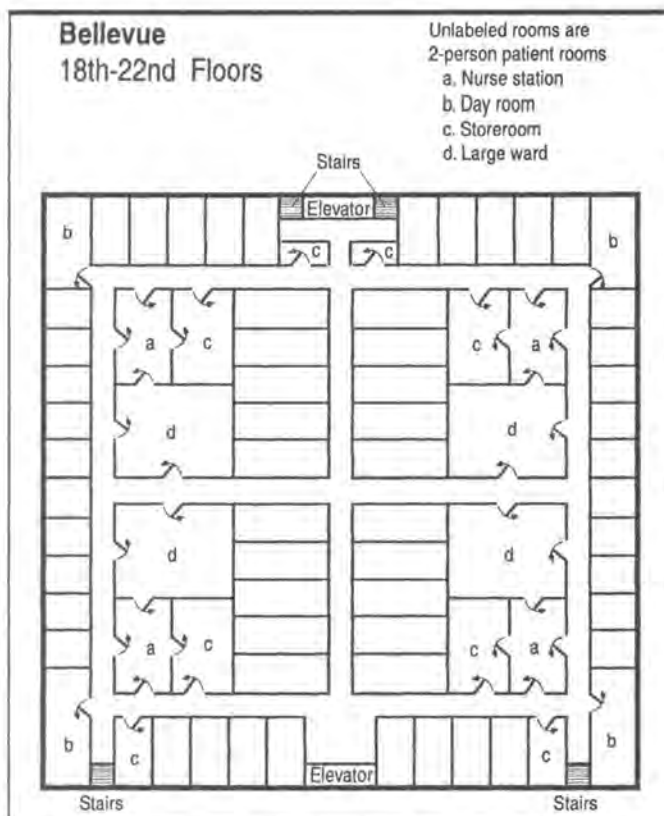 Bellevue
18th-22nd Floors
Unlabeled rooms are
2-person patient rooms
a. Nurse station
b. Day room
c. Storeroom
d. Large ward
Stairs
Elevator
b
c
c
b
a
c
c
a
d
d
d
d
a
c
c
a
b
c
c
b
Elevator
Stairs
Stairs